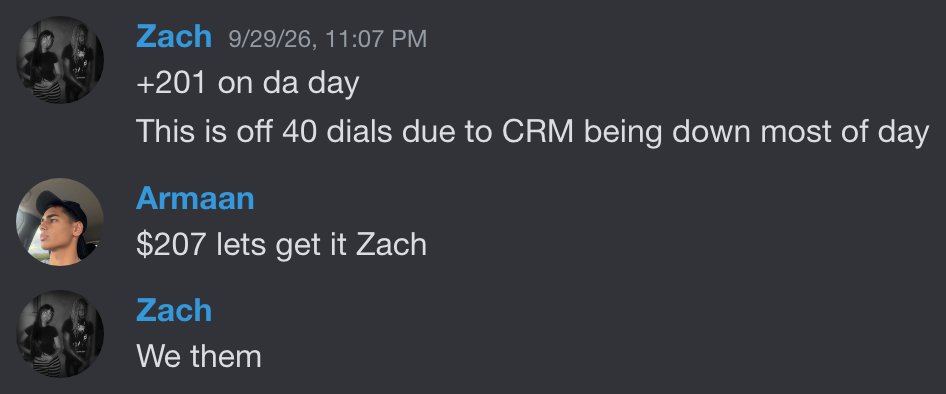 Zach 9/29/26, 11:07 PM
+201 on da day
This is off 40 dials due to CRM being down most of day
Armaan
$207 lets get it Zach
Zach
We them